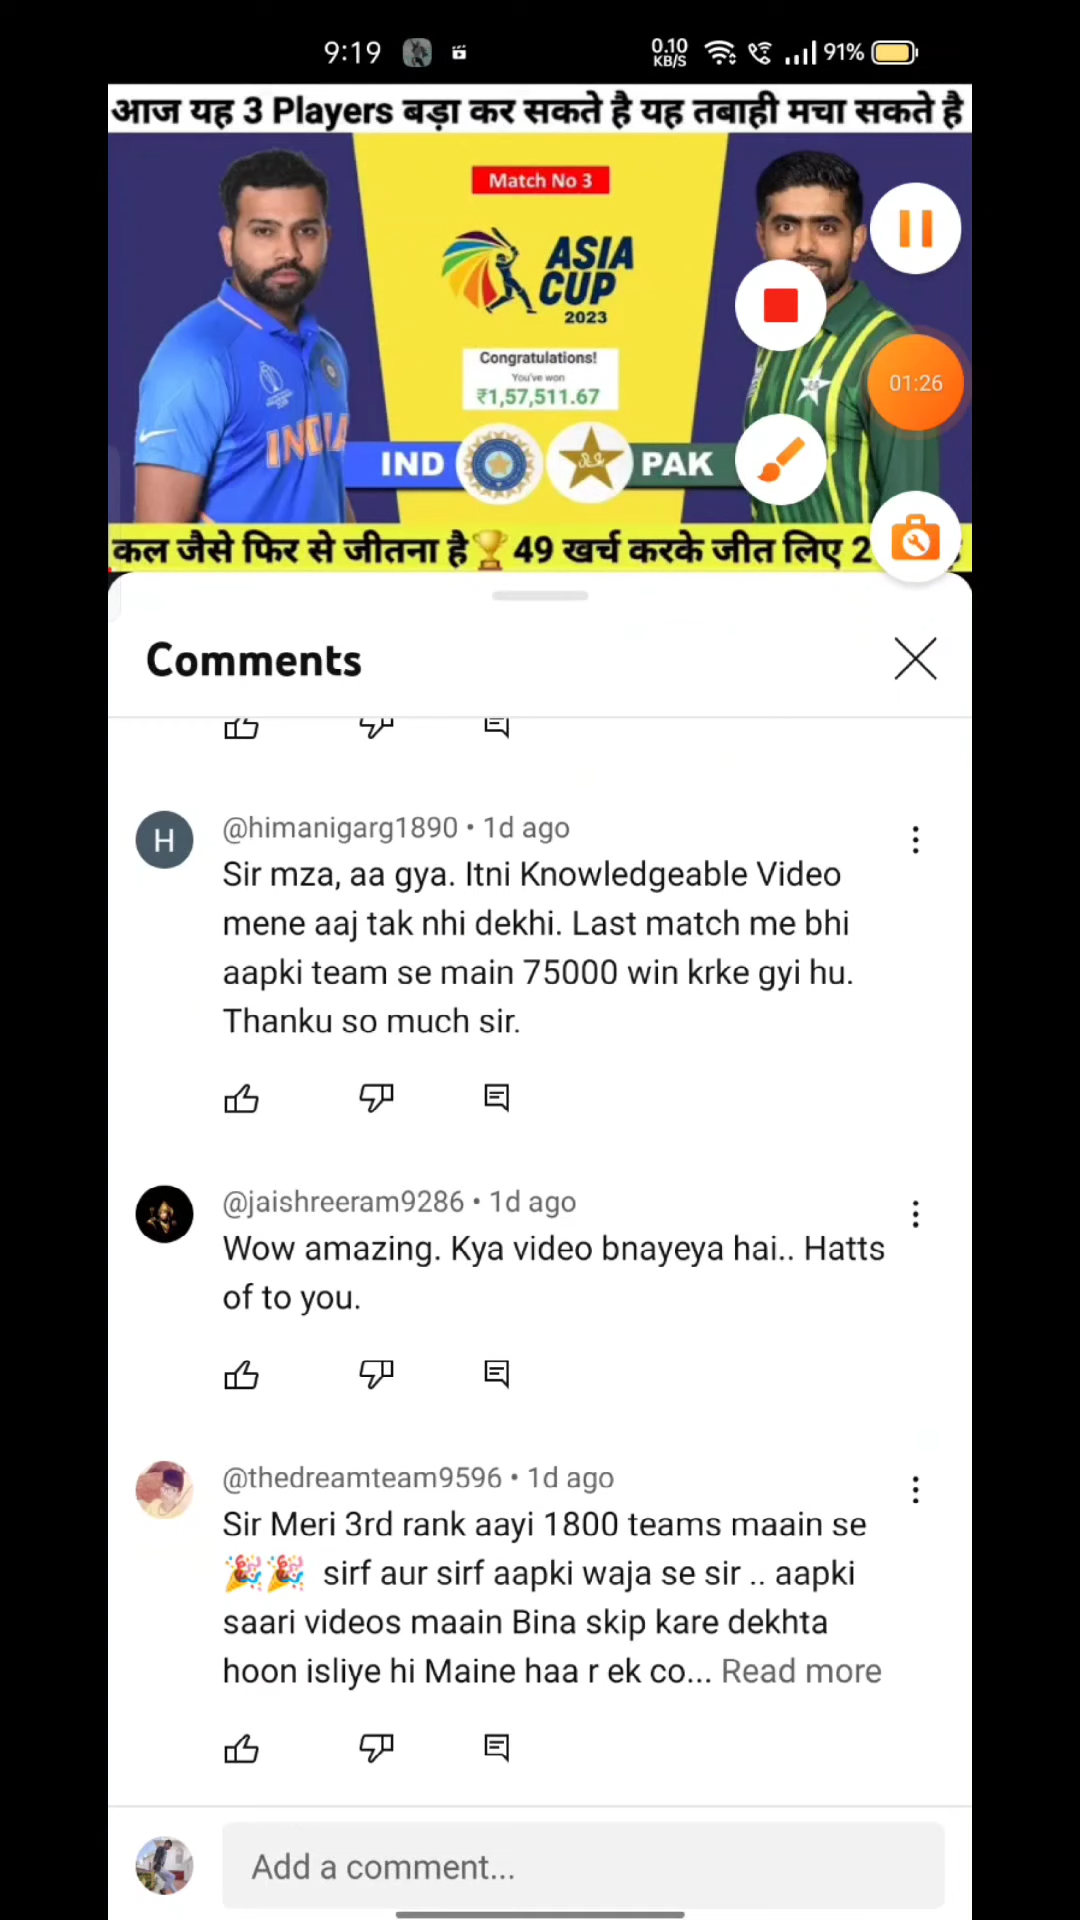 9:19
0.10
KB/S
91%
आज यह 3 Players बड़ा कर सकते है यह तबाही मचा सकते है
Match No 3
ASIA
CUP
2023
Congratulations!
You've won
₹1,57,511.67
INDIA
IND
PAK
01:26
कल जैसे फिर से जीतना है🏆49 खर्च करके जीत लिए 2
Comments
@himanigarg1890 • 1d ago
Sir mza, aa gya. Itni Knowledgeable Video
mene aaj tak nhi dekhi. Last match me bhi
aapki team se main 75000 win krke gyi hu.
Thanku so much sir.
H
@jaishreeram9286 • 1d ago
Wow amazing. Kya video bnayeya hai.. Hatts
of to you.
@thedreamteam9596 • 1d ago
Sir Meri 3rd rank aayi 1800 teams maain se
🎉🎉 sirf aur sirf aapki waja se sir .. aapki
saari videos maain Bina skip kare dekhta
hoon isliye hi Maine haa r ek co... Read more
Add a comment...